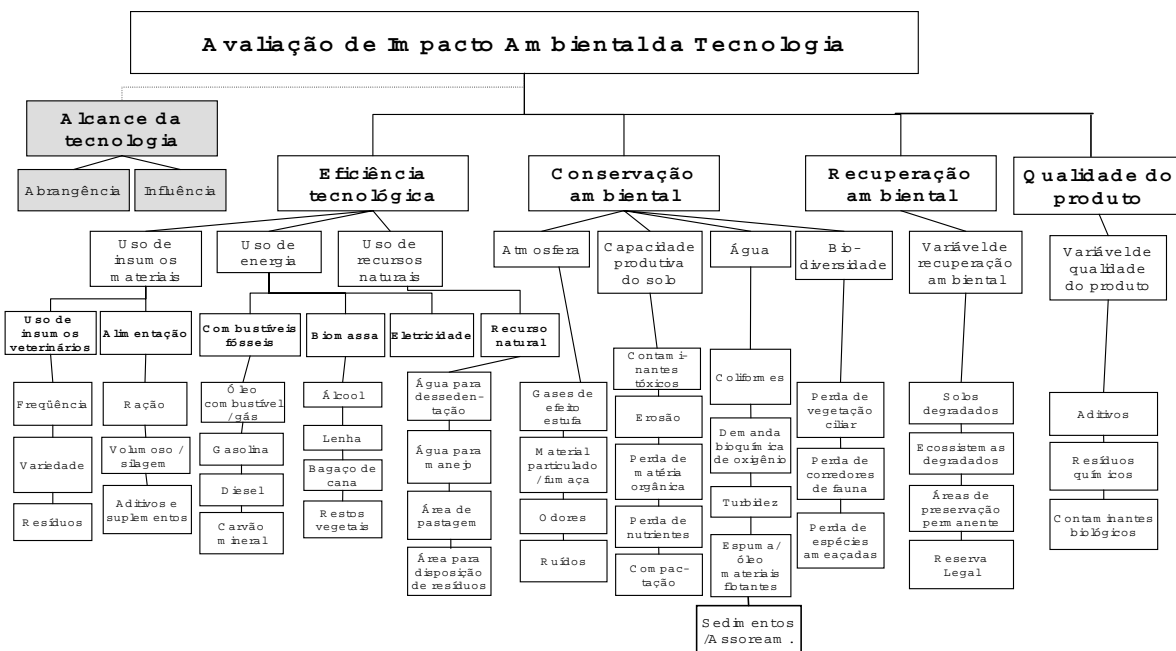 Avaliação de Impacto Ambiental da Tecnologia
Alcance da
tecnologia
Abrangência
Influência
Eficiência
tecnológica
Conservação
ambiental
Recuperação
ambiental
Qualidade do
produto
Uso de
insumos
materiais
Uso de
energia
Uso de
recursos
naturais
Atmosfera
Capacidade
produtiva
do solo
Água
Bio-
diversidade
Variável de
recuperação
ambiental
Variável de
qualidade
do produto
Uso de
insumos
veterinários
Alimentação
Combustíveis
fósseis
Biomassa
Eletricidade
Recurso
natural
Freqüência
Variedade
Resíduos
Ração
Volumoso /
silagem
Aditivos e
suplementos
Óleo
combustível
/gás
Gasolina
Diesel
Carvão
mineral
Álcool
Lenha
Bagaço de
cana
Restos
vegetais
Água para
desseden-
tação
Água para
manejo
Área de
pastagem
Área para
disposição
de resíduos
Gases de
efeito
estufa
Material
particulado
/fumaça
Odores
Ruídos
Contami-
nantes
tóxicos
Erosão
Perda de
matéria
orgânica
Perda de
nutrientes
Compac-
tação
Coliformes
Demanda
bioquímica
de oxigênio
Turbidez
Espuma/
óleo
materiais
flotantes
Sedimentos
/Assoream.
Perda de
vegetação
ciliar
Perda de
corredores
de fauna
Perda de
espécies
ameaçadas
Solos
degradados
Ecossistemas
degradados
Áreas de
preservação
permanente
Reserva
Legal
Aditivos
Resíduos
químicos
Contaminantes
biológicos